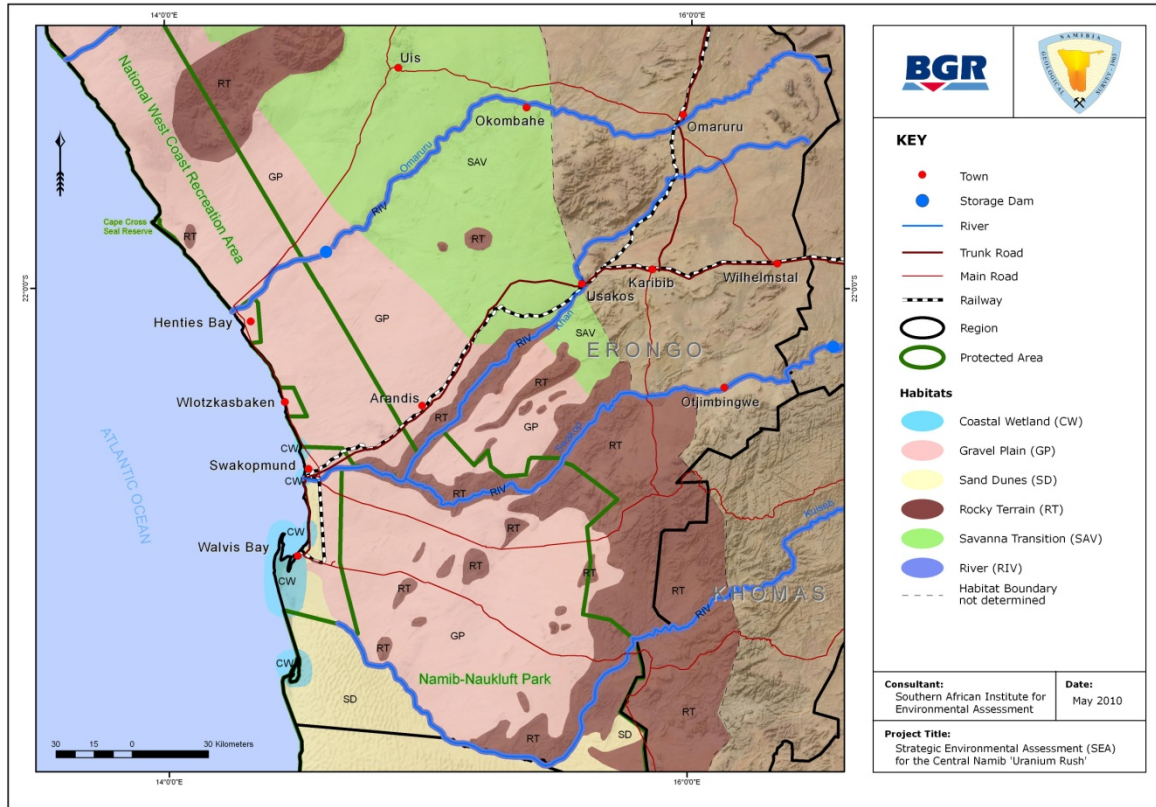 14°0'0"E
16°0'0"E
Uis
RT
National West Coast Recreation Area
Okombahe
Omaruru
Omaruru
SAV
GP
RIV
Cape Cross
Seal Reserve
RT
RT
22°0'0"S
22°0'0"S
Wilhelmstal
Karibib
Usakos
Henties Bay
GP
Khan
RIV
SAV
ERONGO
RT
Wlotzkasbaken
Arandis
RT
Otjimbingwe
GP
RT
ATLANTIC OCEAN
CW
Swakopmund
CW
Swakop
RT
RIV
RT
Kuiseb
CW
Walvis Bay
CW
RT
RT
RT
RT
RT
KHOMAS
RIV
GP
RT
CW
Namib-Naukluft Park
SD
RT
SD
RT
30 15 0 30 Kilometers
14°0'0"E
16°0'0"E
BGR
NAMIBIA
GEOLOGICAL SURVEY 1903
KEY
Town
Storage Dam
River
Trunk Road
Main Road
Railway
Region
Protected Area
Habitats
Coastal Wetland (CW)
Gravel Plain (GP)
Sand Dunes (SD)
Rocky Terrain (RT)
Savanna Transition (SAV)
River (RIV)
Habitat Boundary
not determined
Consultant:
Southern African Institute for
Environmental Assessment
Date:
May 2010
Project Title:
Strategic Environmental Assessment (SEA)
for the Central Namib 'Uranium Rush'